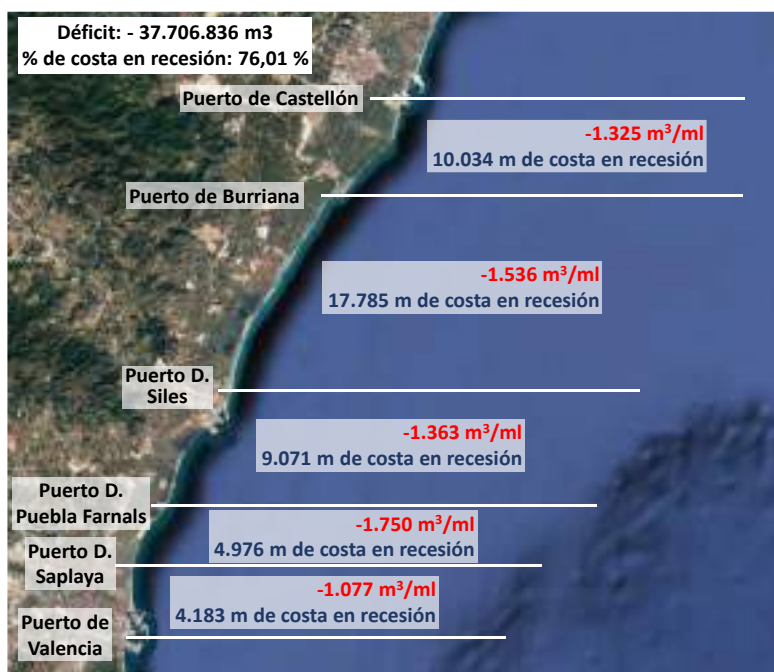 Déficit: - 37.706.836 m3
% de costa en recesión: 76,01 %
Puerto de Castellón
-1.325 m³/ml
10.034 m de costa en recesión
Puerto de Burriana
-1.536 m³/ml
17.785 m de costa en recesión
Puerto D.
Siles
-1.363 m³/ml
9.071 m de costa en recesión
Puerto D.
Puebla Farnals
-1.750 m³/ml
4.976 m de costa en recesión
Puerto D.
Saplaya
-1.077 m³/ml
4.183 m de costa en recesión
Puerto de
Valencia